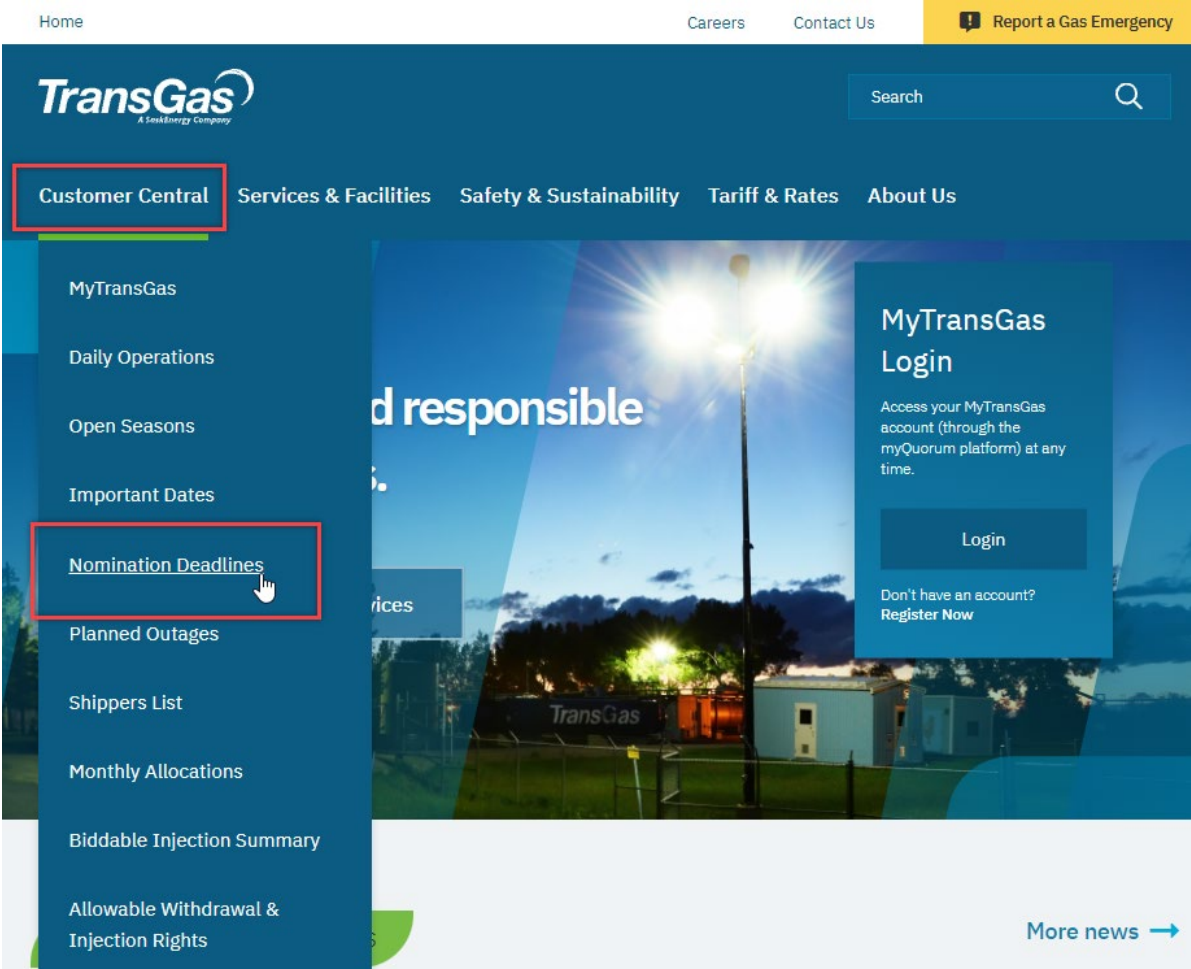 Home
Careers
Contact Us
Report a Gas Emergency
TransGas
A SaskEnergy Company
Search
Customer Central
Services & Facilities
Safety & Sustainability
Tariff & Rates
About Us
MyTransGas
Daily Operations
Open Seasons
Important Dates
Nomination Deadlines
Planned Outages
Shippers List
Monthly Allocations
Biddable Injection Summary
Allowable Withdrawal &
Injection Rights
d responsible
s.
vices
TransGas
MyTransGas
Login
Access your MyTransGas
account (through the
myQuorum platform) at any
time.
Login
Don't have an account?
Register Now
More news